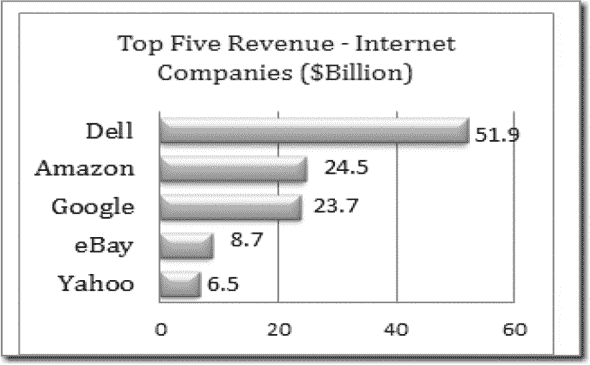 Top Five Revenue - Internet
Companies ($Billion)
Dell 51.9
Amazon 24.5
Google 23.7
eBay 8.7
Yahoo 6.5
0 20 40 60